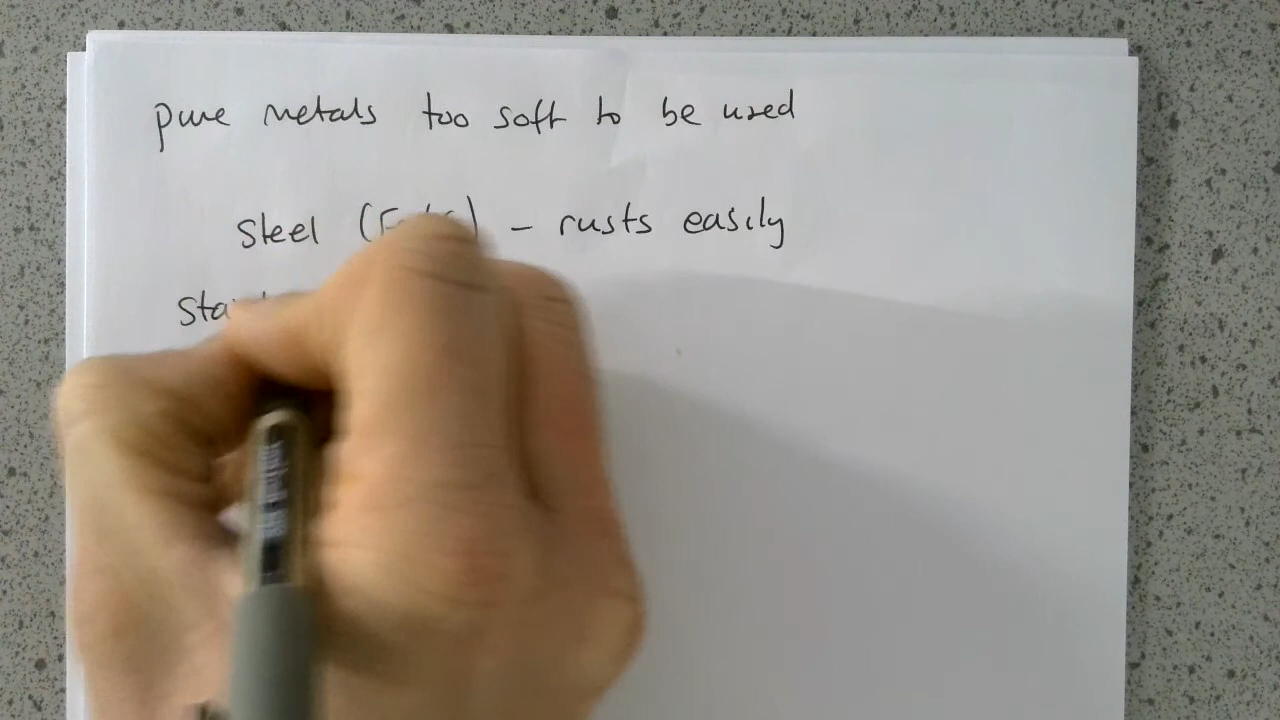 pure metals too soft to be used
steel ( ) – rusts easily